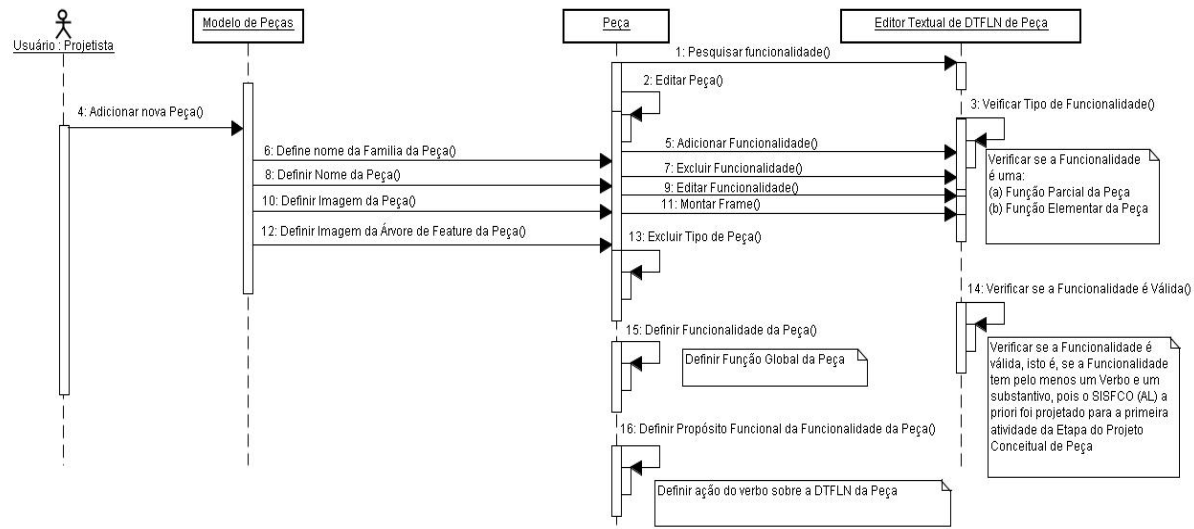 Usuário : Projetista
Modelo de Peças
Peça
Editor Textual de DTFLN de Peça
1: Pesquisar funcionalidade()
2: Editar Peça()
3: Veificar Tipo de Funcionalidade()
4: Adicionar nova Peça()
5: Adicionar Funcionalidade()
6: Define nome da Familia da Peça()
7: Excluir Funcionalidade()
8: Definir Nome da Peça()
9: Editar Funcionalidade()
10: Definir Imagem da Peça()
11: Montar Frame()
Verificar se a Funcionalidade
é uma:
(a) Função Parcial da Peça
(b) Função Elementar da Peça
12: Definir Imagem da Árvore de Feature da Peça()
13: Excluir Tipo de Peça()
14: Verificar se a Funcionalidade é Válida()
15: Definir Funcionalidade da Peça()
Definir Função Global da Peça
Verificar se a Funcionalidade é
válida, isto é, se a Funcionalidade
tem pelo menos um Verbo e um
substantivo, pois o SISFCO (AL) a
priori foi projetado para a primeira
atividade da Etapa do Projeto
Conceitual de Peça
16: Definir Propósito Funcional da Funcionalidade da Peça()
Definir ação do verbo sobre a DTFLN da Peça